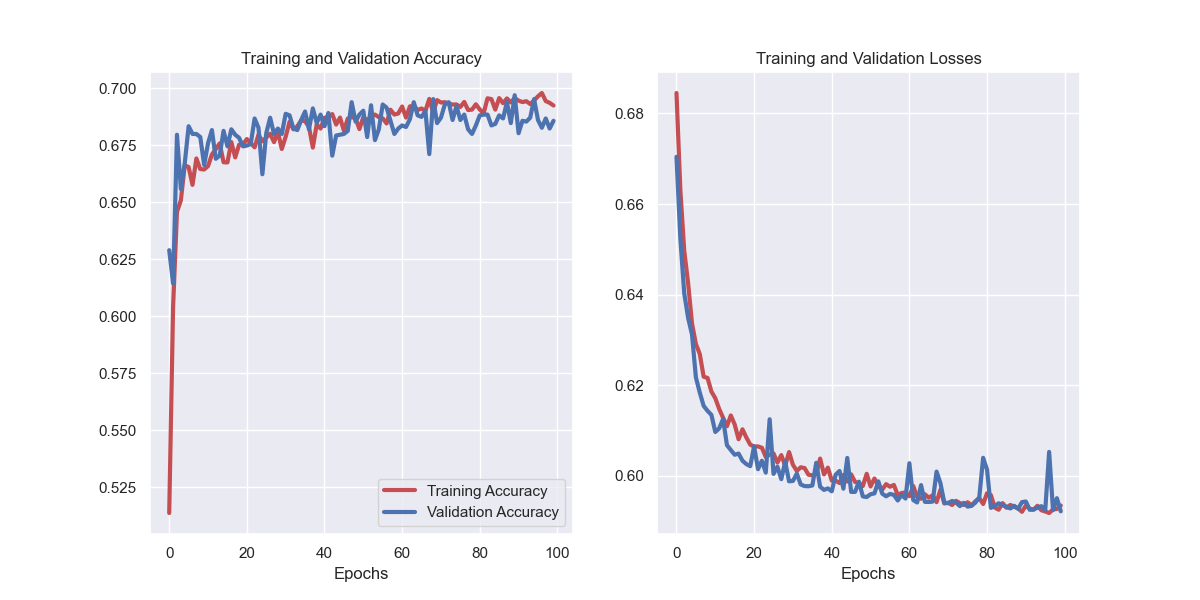 Training and Validation Accuracy
0.700
0.675
0.650
0.625
0.600
0.575
0.550
0.525
0 20 40 60 80 100
Epochs
Training Accuracy
Validation Accuracy
Training and Validation Losses
0.68
0.66
0.64
0.62
0.60
0 20 40 60 80 100
Epochs